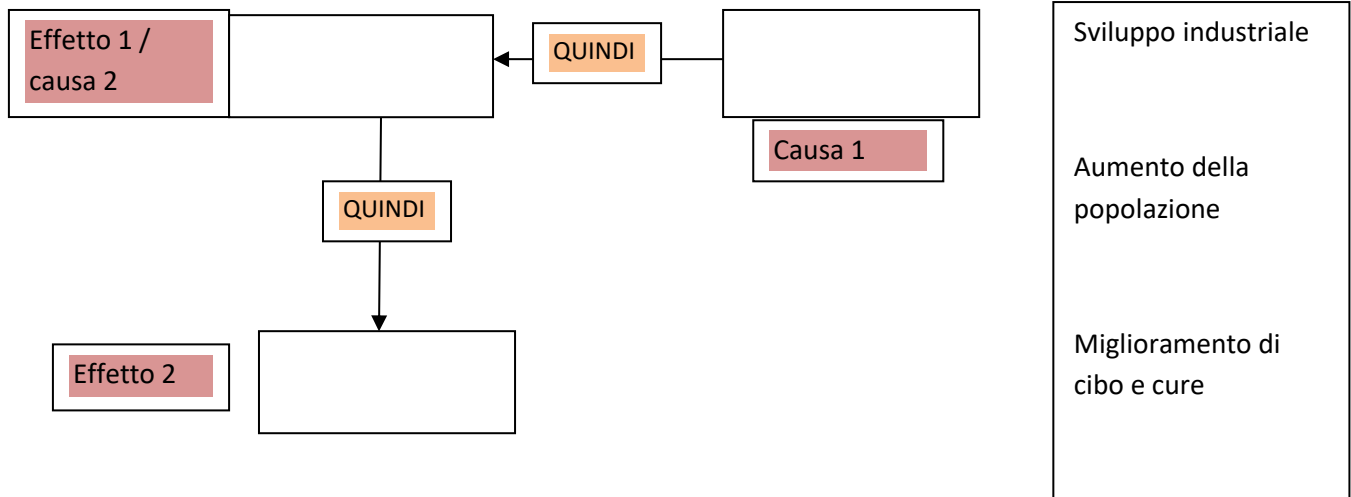 Effetto 1 /
causa 2
QUINDI
Causa 1
QUINDI
Effetto 2
Sviluppo industriale
Aumento della
popolazione
Miglioramento di
cibo e cure